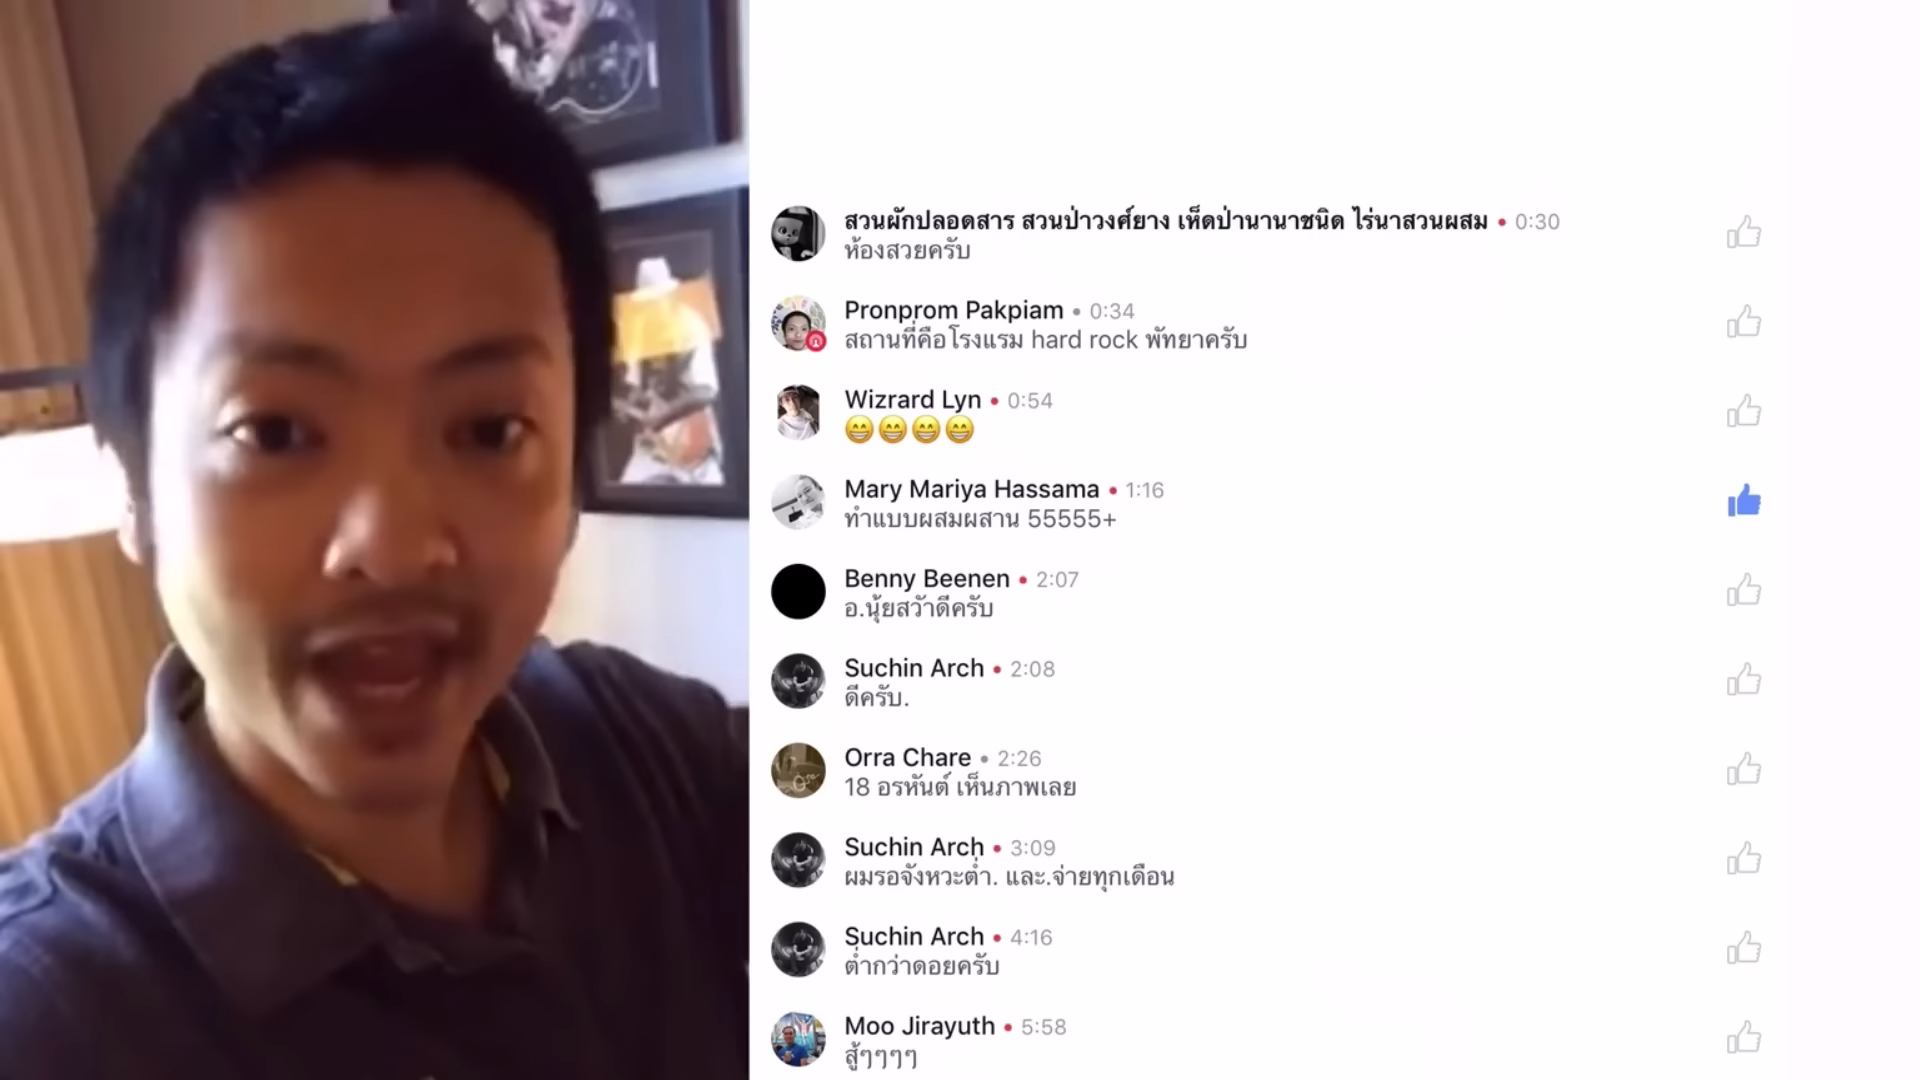 สวนผักปลอดสาร สวนป่าวงศ์ยาง เห็ดป่านานาชนิด ไร่นาสวนผสม • 0:30
ห้องสวยครับ
Pronprom Pakpiam • 0:34
สถานที่คือโรงแรม hard rock พัทยาครับ
Wizrard Lyn • 0:54
😁😁😁😁
Mary Mariya Hassama • 1:16
ทำแบบผสมผสาน 55555+
Benny Beenen • 2:07
อ.นุ้ยสวัาดีครับ
Suchin Arch • 2:08
ดีครับ.
Orra Chare • 2:26
18 อรหันต์ เห็นภาพเลย
Suchin Arch • 3:09
ผมรอจังหวะต่ำ. และ.จ่ายทุกเดือน
Suchin Arch • 4:16
ต่ำกว่าดอยครับ
Moo Jirayuth • 5:58
สู้ๆๆๆๆ